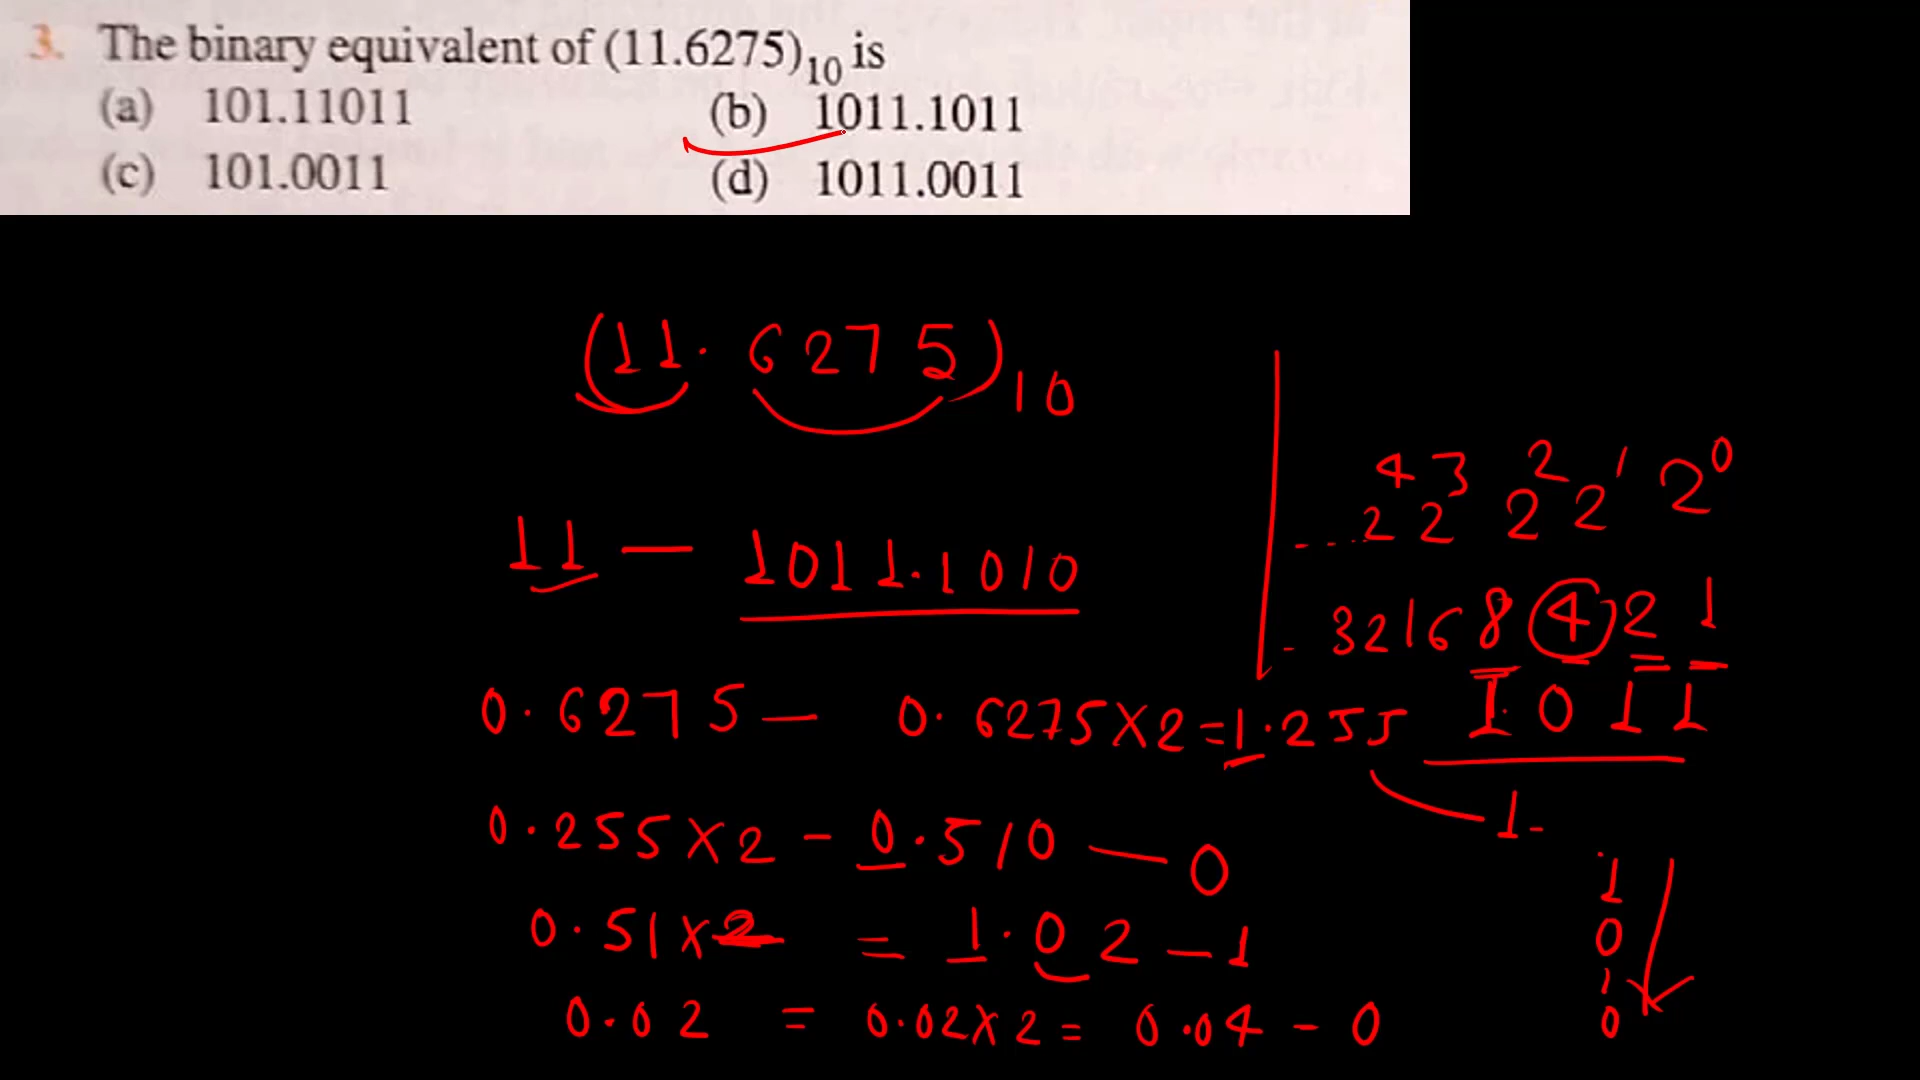 3. The binary equivalent of (11.6275)10 is
(a) 101.11011 (b) 1011.1011
(c) 101.0011 (d) 1011.0011
(11.6275)10
2^4 2^3 2^2 2^1 2^0
11 — 1011.1010
32 16 8 4 2 1
1 0 1 1
0.6275 — 0.6275×2=1.255
1-
0.255×2 - 0.510 — 0
0.51×2 = 1.02 — 1
0.02 = 0.02×2 = 0.04 - 0
1
0
1
0